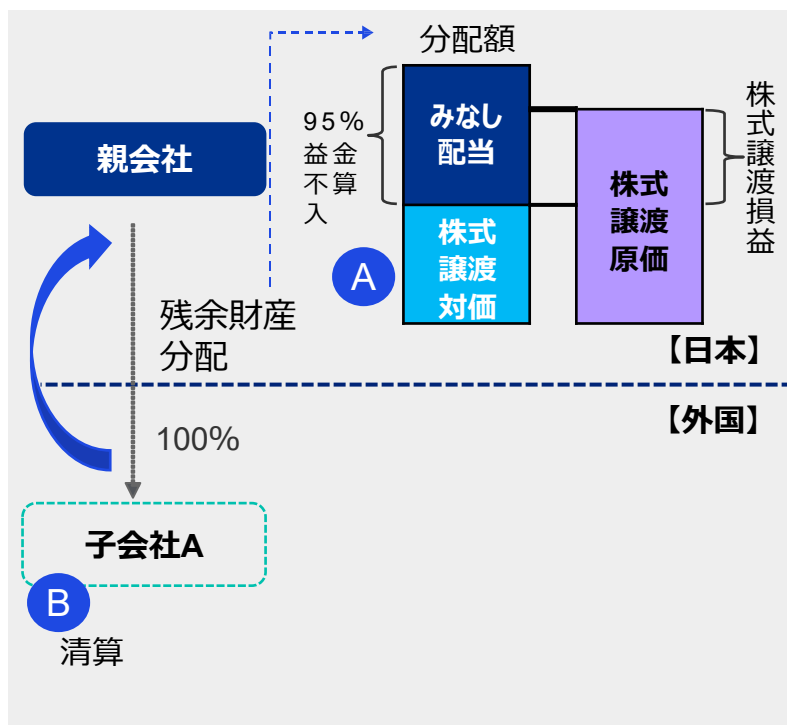 分配額
95%
益金
不算
入
みなし
配当
株式
譲渡
対価
A
株式
譲渡
原価
株式譲渡損益
親会社
残余財産
分配
【日本】
【外国】
100%
子会社A
B
清算